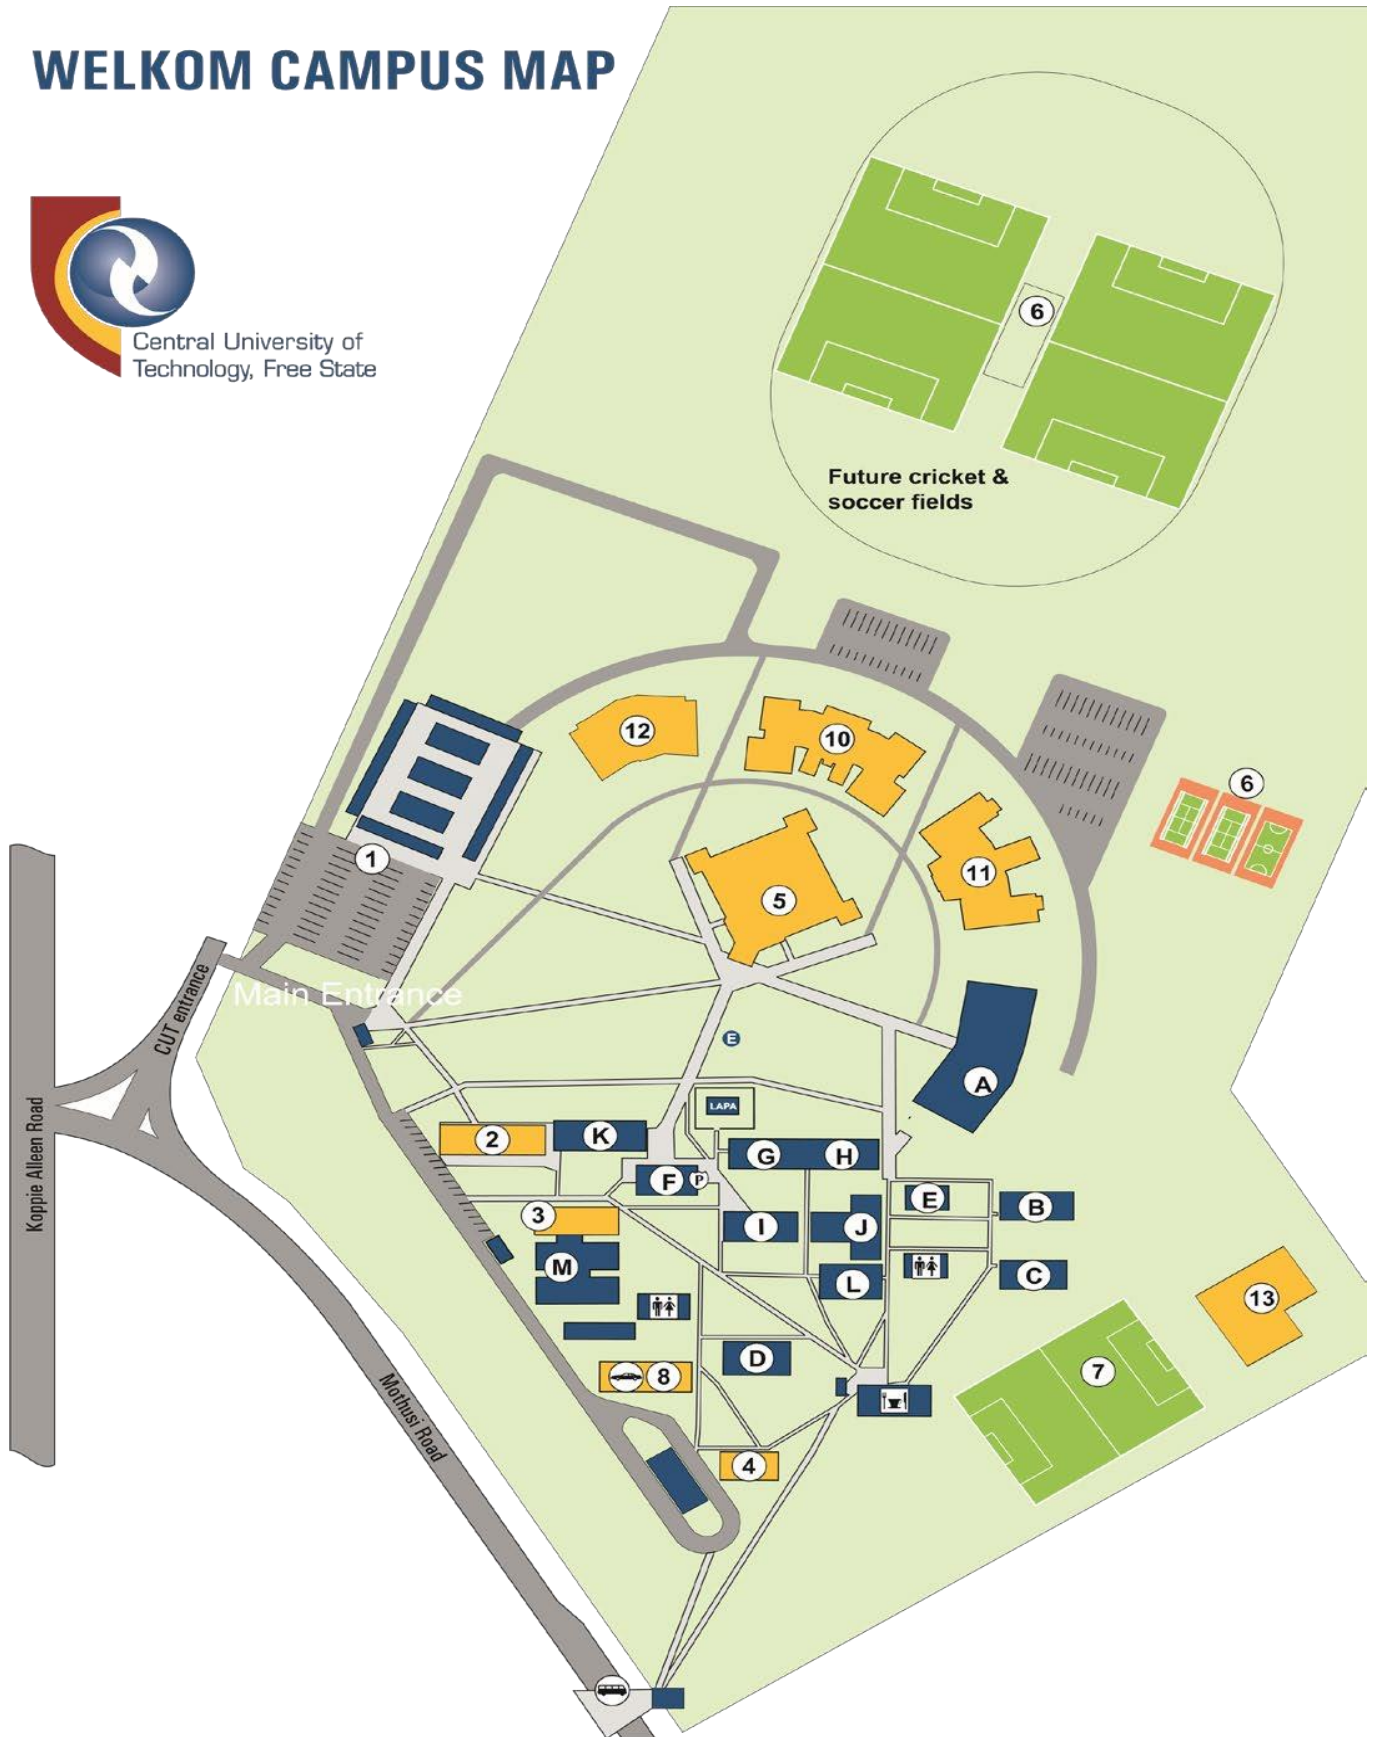 WELKOM CAMPUS MAP
Central University of
Technology, Free State
6
Future cricket &
soccer fields
12
10
6
1
11
5
CUT entrance
Main Entrance
E
A
Koppie Alleen Road
LAPA
2
K
G
H
F
P
E
B
3
I
J
M
L
C
13
D
7
8
Mothusi Road
4